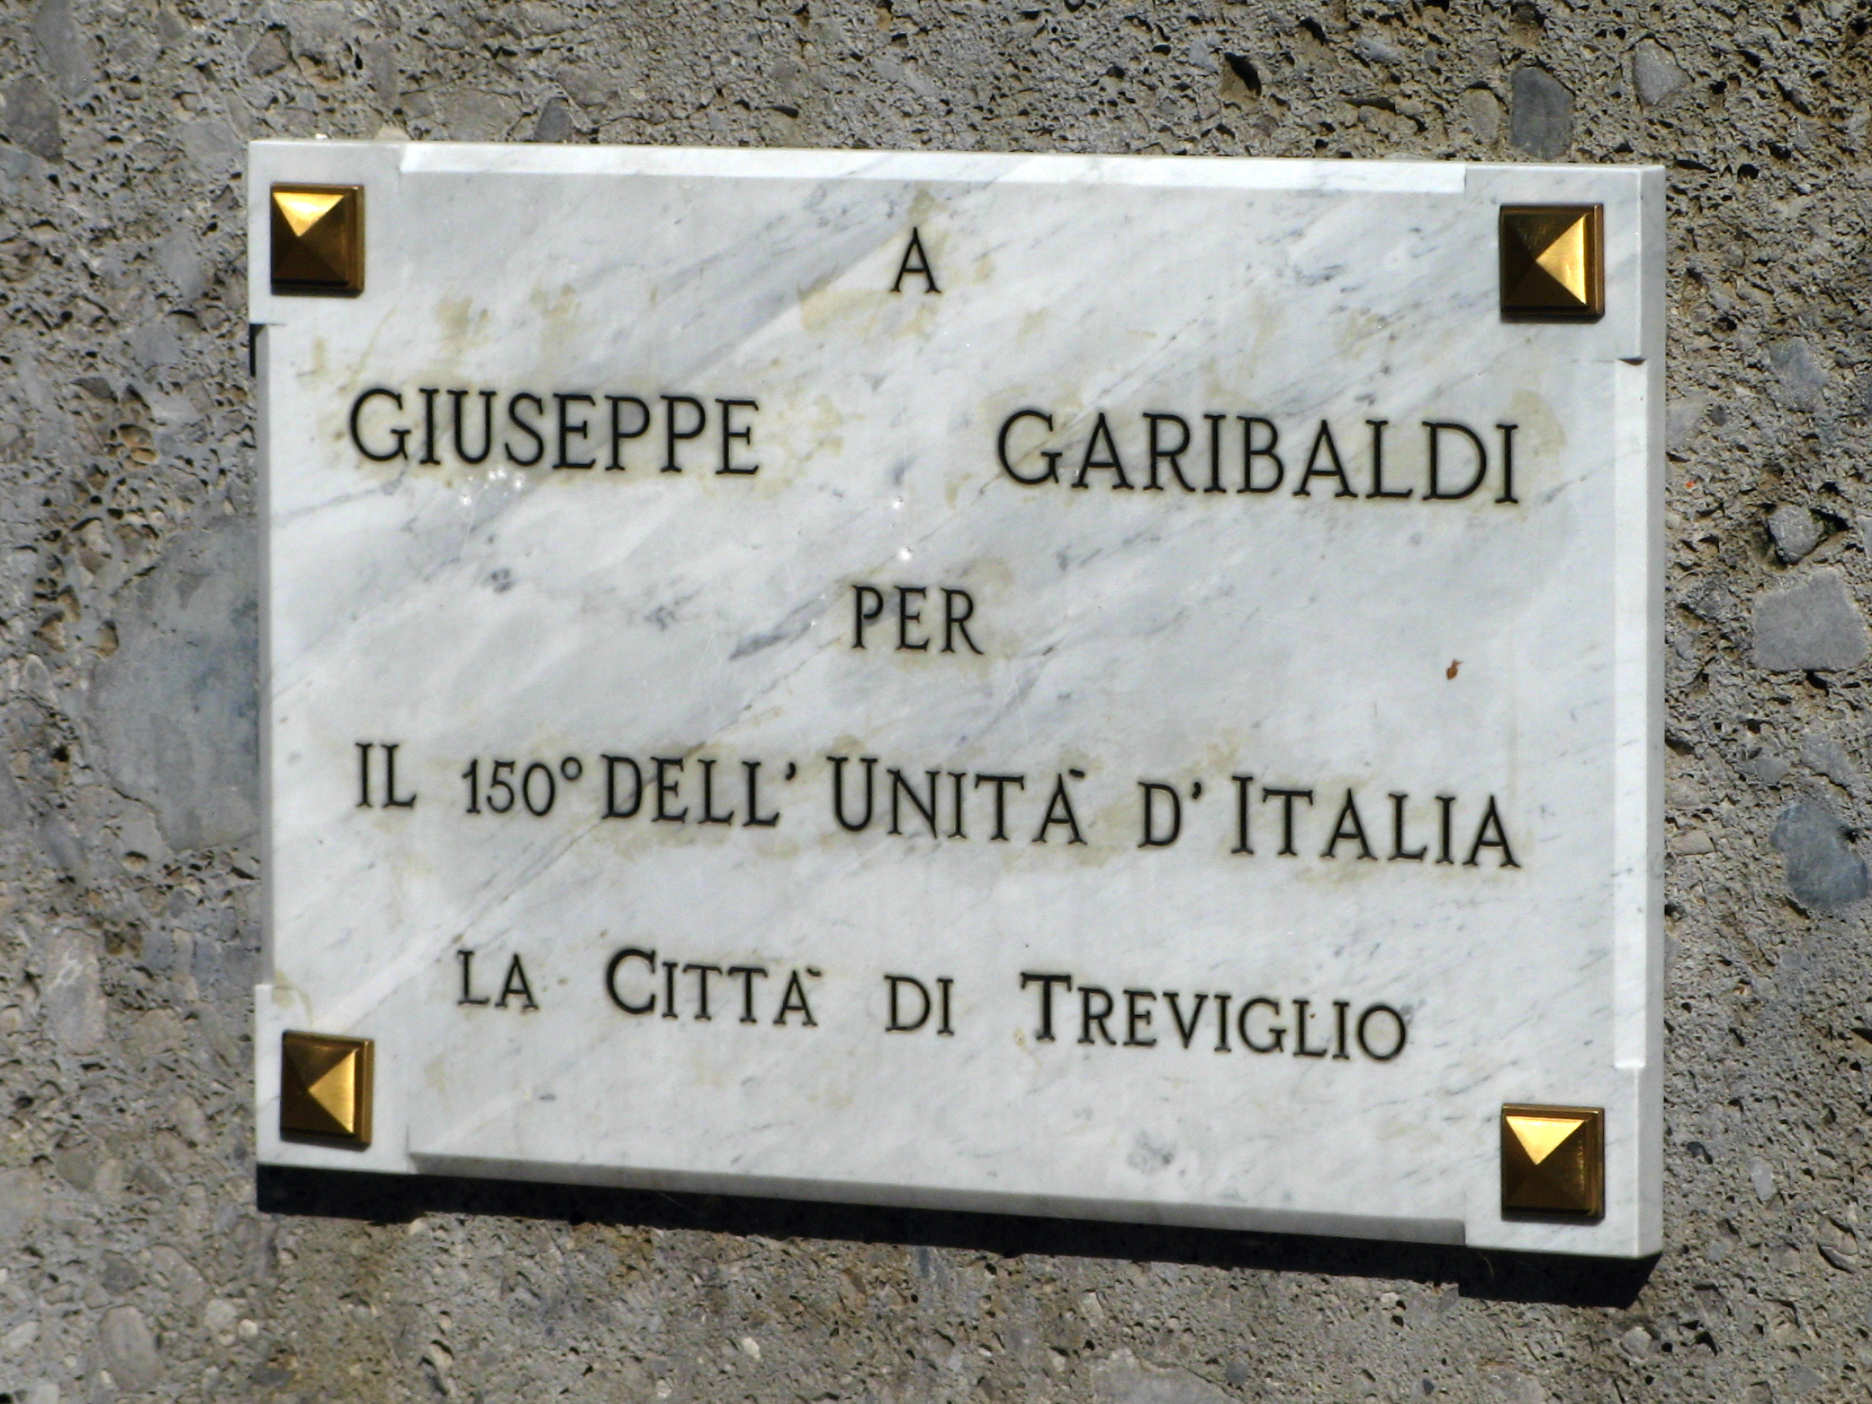 A
GIUSEPPE GARIBALDI
PER
IL 150° DELL' UNITÀ D' ITALIA
LA CITTÀ DI TREVIGLIO